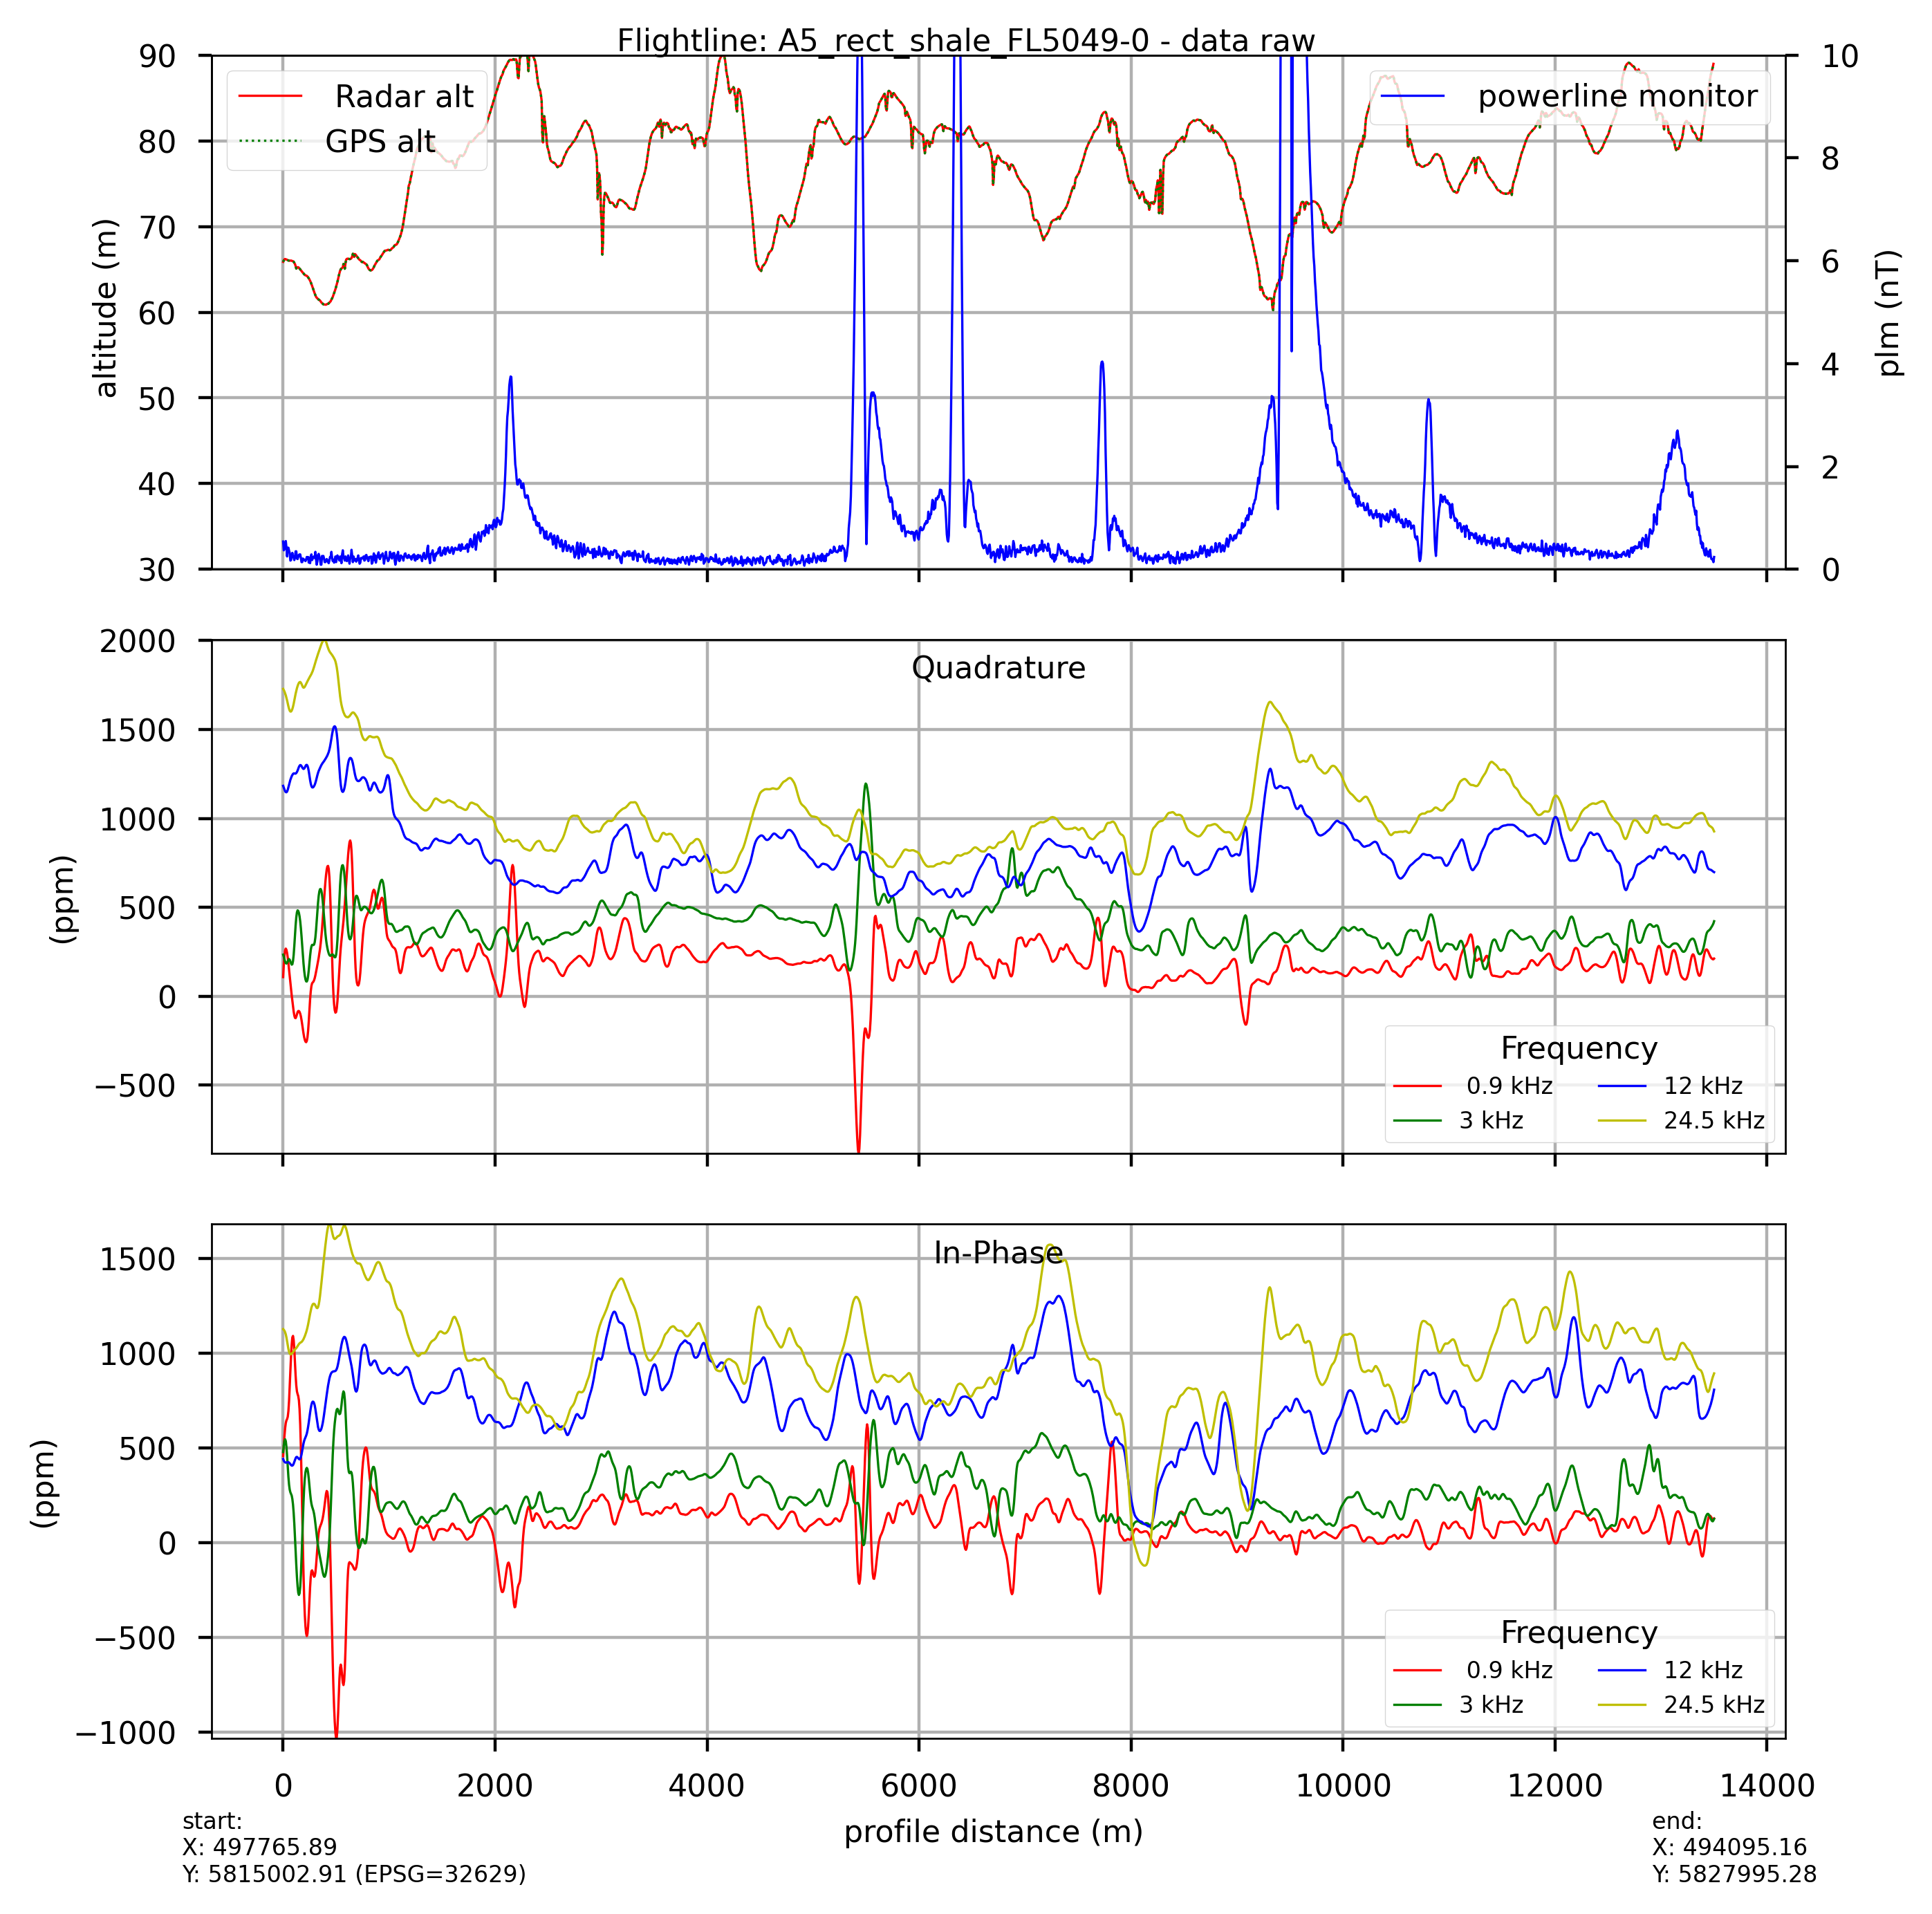 Flightline: A5_rect_shale_FL5049-0 - data raw
90
80
70
60
50
40
30
altitude (m)
Radar alt
GPS alt
powerline monitor
10
8
6
4
2
0
plm (nT)
Quadrature
2000
1500
1000
500
0
−500
(ppm)
Frequency
0.9 kHz
3 kHz
12 kHz
24.5 kHz
In-Phase
1500
1000
500
0
−500
−1000
(ppm)
Frequency
0.9 kHz
3 kHz
12 kHz
24.5 kHz
0 2000 4000 6000 8000 10000 12000 14000
profile distance (m)
start:
X: 497765.89
Y: 5815002.91 (EPSG=32629)
end:
X: 494095.16
Y: 5827995.28